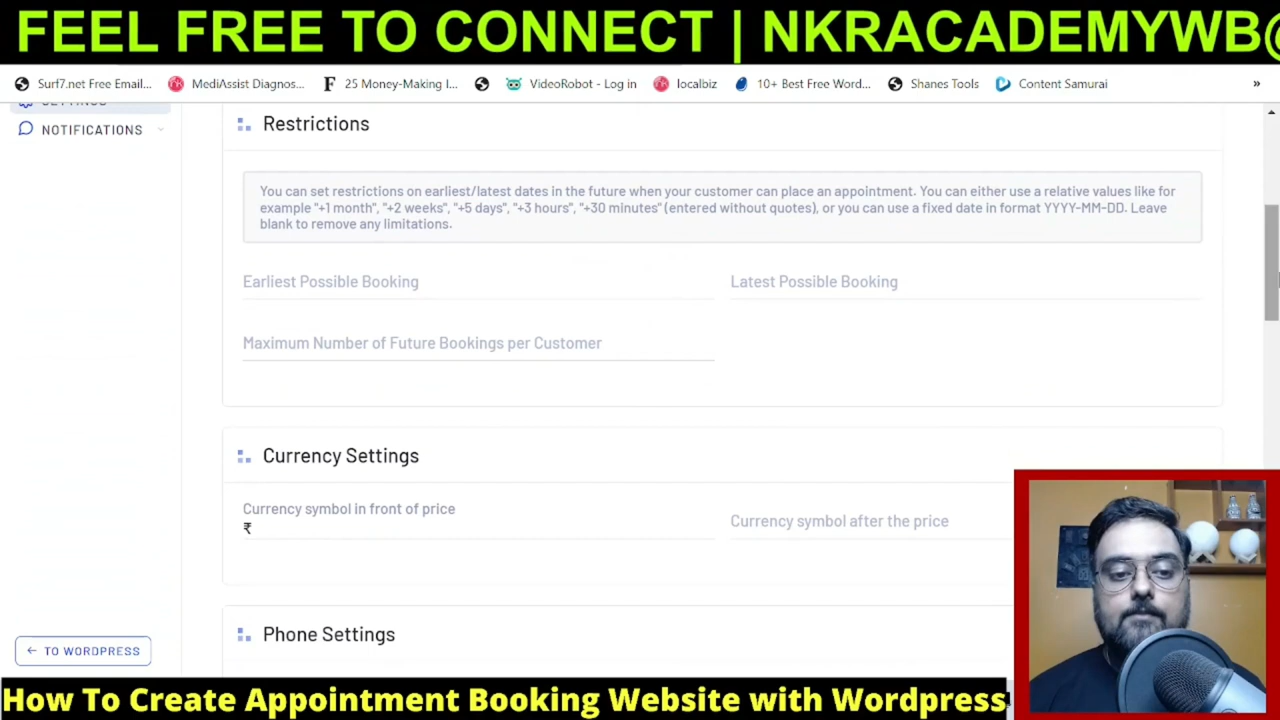 FEEL FREE TO CONNECT | NKRACADEMYWB@
Surf7.net Free Email... MediAssist Diagnos... 25 Money-Making I... VideoRobot - Log in localbiz 10+ Best Free Word... Shanes Tools Content Samurai »
SETTINGS
NOTIFICATIONS
Restrictions
You can set restrictions on earliest/latest dates in the future when your customer can place an appointment. You can either use a relative values like for
example "+1 month", "+2 weeks", "+5 days", "+3 hours", "+30 minutes" (entered without quotes), or you can use a fixed date in format YYYY-MM-DD. Leave
blank to remove any limitations.
Earliest Possible Booking
Latest Possible Booking
Maximum Number of Future Bookings per Customer
Currency Settings
Currency symbol in front of price
₹
Currency symbol after the price
Phone Settings
← TO WORDPRESS
How To Create Appointment Booking Website with Wordpress